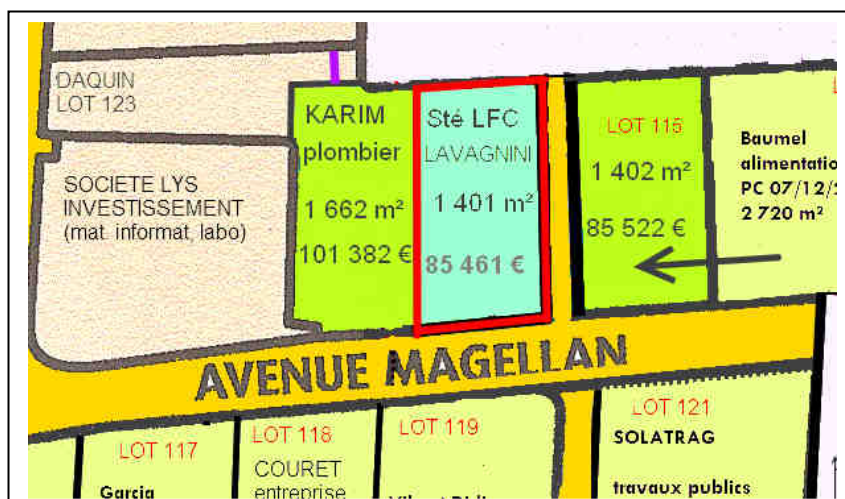 DAQUIN
LOT 123
SOCIETE LYS
INVESTISSEMENT
(mat. informat, labo)
KARIM
plombier
1 662 m²
101 382 €
Sté LFC
LAVAGNINI
1 401 m²
85 461 €
LOT 115
1 402 m²
85 522 €
Baumel
alimentatio
PC 07/12/2
2 720 m²
AVENUE MAGELLAN
LOT 117
Garcia
LOT 118
COURET
entreprise
LOT 119
LOT 121
SOLATRAG
travaux publics